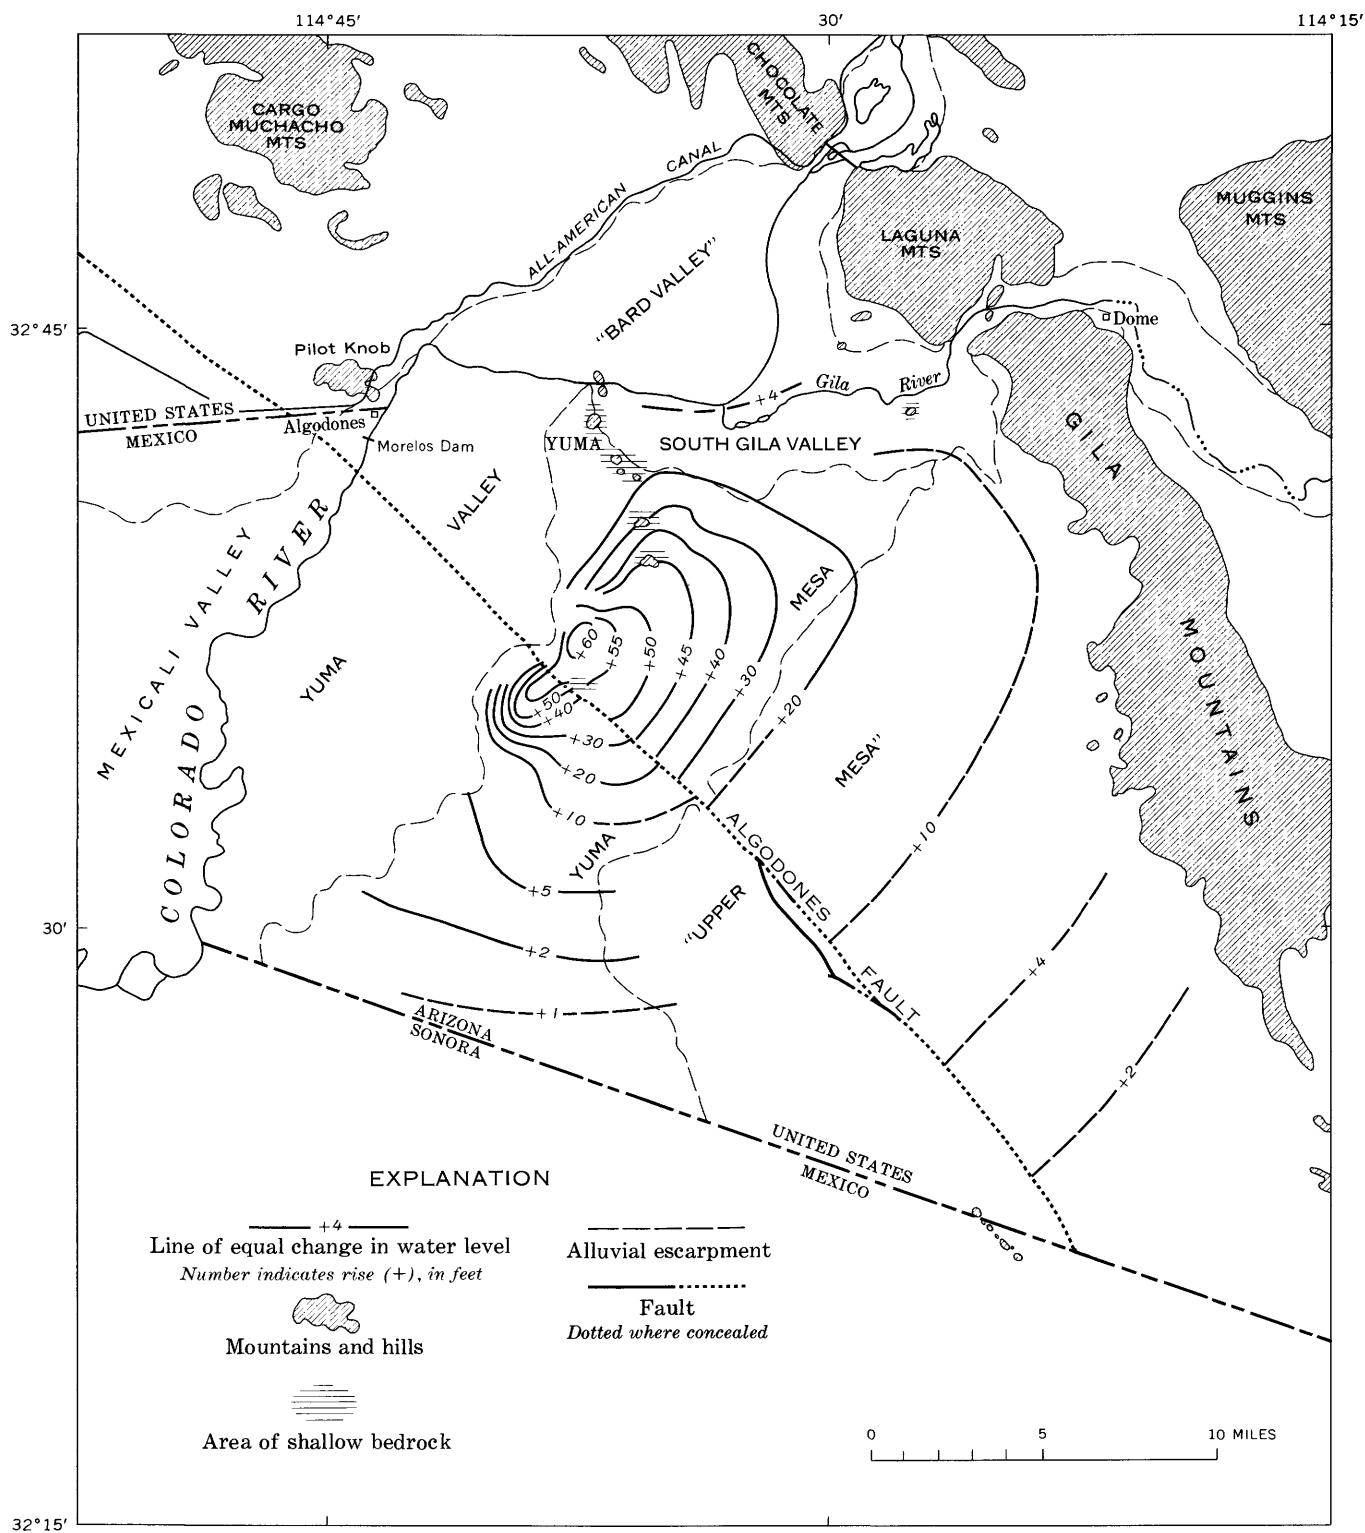 114°45′ 30′ 114°15′
CHOCOLATE
MTS
CARGO
MUCHACHO
MTS
ALL-AMERICAN CANAL
MUGGINS
MTS
LAGUNA
MTS
"BARD VALLEY"
32°45′
Dome
Pilot Knob
Gila River
+4
UNITED STATES
MEXICO
Algodones
Morelos Dam
YUMA
SOUTH GILA VALLEY
GILA MOUNTAINS
VALLEY
YUMA
MEXICALI VALLEY
COLORADO RIVER
MESA
YUMA
+60
+55
+50
+45
+40
+30
+20
+10
+50
+40
+30
+20
+10
+5
+2
+1
"UPPER
MESA"
ALGODONES FAULT
+4
+2
30′
ARIZONA
SONORA
UNITED STATES
MEXICO
EXPLANATION
+4
Line of equal change in water level
Number indicates rise (+), in feet
Mountains and hills
Area of shallow bedrock
Alluvial escarpment
Fault
Dotted where concealed
0 5 10 MILES
32°15′